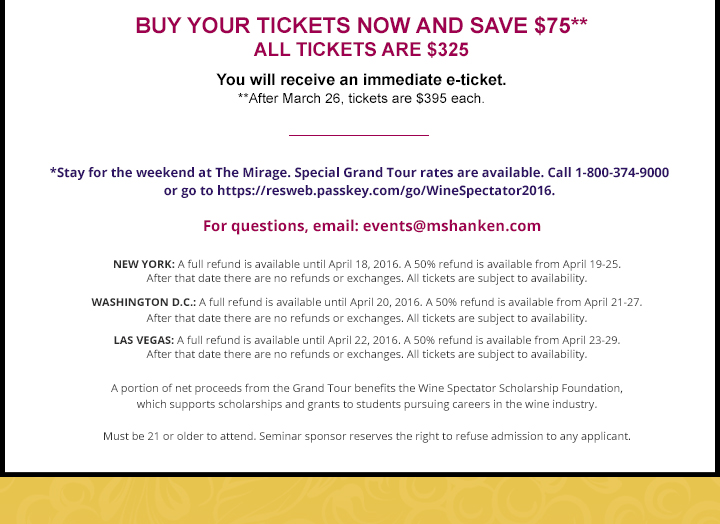 BUY YOUR TICKETS NOW AND SAVE $75**
ALL TICKETS ARE $325
You will receive an immediate e-ticket.
**After March 26, tickets are $395 each.
*Stay for the weekend at The Mirage. Special Grand Tour rates are available. Call 1-800-374-9000
or go to https://resweb.passkey.com/go/WineSpectator2016.
For questions, email: events@mshanken.com
NEW YORK: A full refund is available until April 18, 2016. A 50% refund is available from April 19-25.
After that date there are no refunds or exchanges. All tickets are subject to availability.
WASHINGTON D.C.: A full refund is available until April 20, 2016. A 50% refund is available from April 21-27.
After that date there are no refunds or exchanges. All tickets are subject to availability.
LAS VEGAS: A full refund is available until April 22, 2016. A 50% refund is available from April 23-29.
After that date there are no refunds or exchanges. All tickets are subject to availability.
A portion of net proceeds from the Grand Tour benefits the Wine Spectator Scholarship Foundation,
which supports scholarships and grants to students pursuing careers in the wine industry.
Must be 21 or older to attend. Seminar sponsor reserves the right to refuse admission to any applicant.